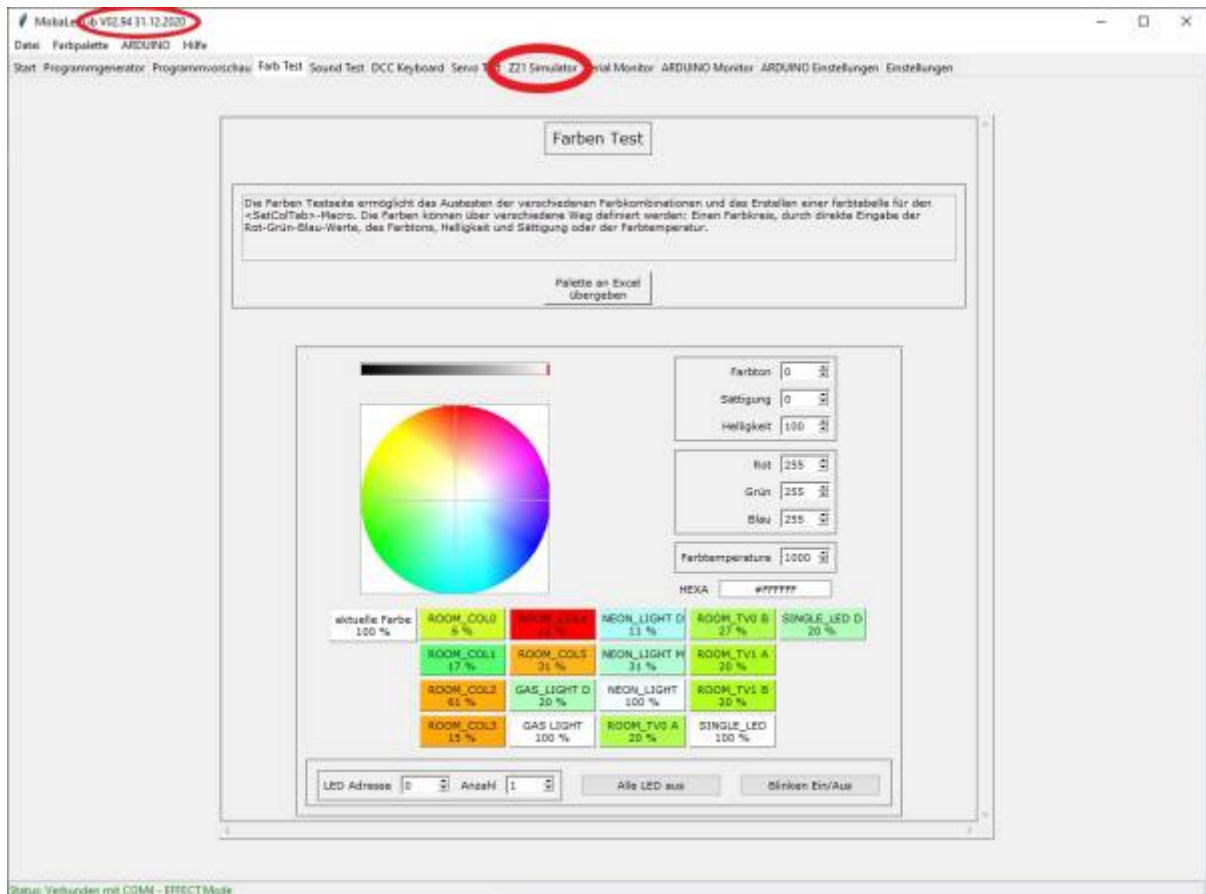 MobaLedLib V02.94 31.12.2020
Datei Farbpalette ARDUINO Hilfe
Start Programmgenerator Programmvorschau Farb Test Sound Test DCC Keyboard Servo Test Z21 Simulator Serial Monitor ARDUINO Monitor ARDUINO Einstellungen Einstellungen
Farben Test
Die Farben Testseite ermöglicht das Austesten der verschiedenen Farbkombinationen und das Erstellen einer farbtabelle für den
<SetColTab>-Macro. Die Farben können über verschiedene Weg definiert werden: Einen Farbkreis, durch direkte Eingabe der
Rot-Grün-Blau-Werte, des Farbtons, Helligkeit und Sättigung oder der Farbtemperatur.
Palette an Excel
übergeben
Farbton 0
Sättigung 0
Helligkeit 100
Rot 255
Grün 255
Blau 255
Farbtemperature 1000
HEXA #FFFFFF
aktuelle Farbe ROOM_COL0 NEON_LIGHT D ROOM_TV0 B SINGLE_LED D
100 % 5 % 11 % 27 % 20 %
ROOM_COL1 ROOM_COL5 NEON_LIGHT M ROOM_TV1 A
17 % 31 % 31 % 20 %
ROOM_COL2 GAS_LIGHT D NEON_LIGHT ROOM_TV1 B
61 % 20 % 100 % 30 %
ROOM_COL3 GAS LIGHT ROOM_TV0 A SINGLE_LED
15 % 100 % 20 % 100 %
LED Adresse 0 Anzahl 1 Alle LED aus Blinken Ein/Aus
Status: Verbunden mit COM4 - EFFECT Mode